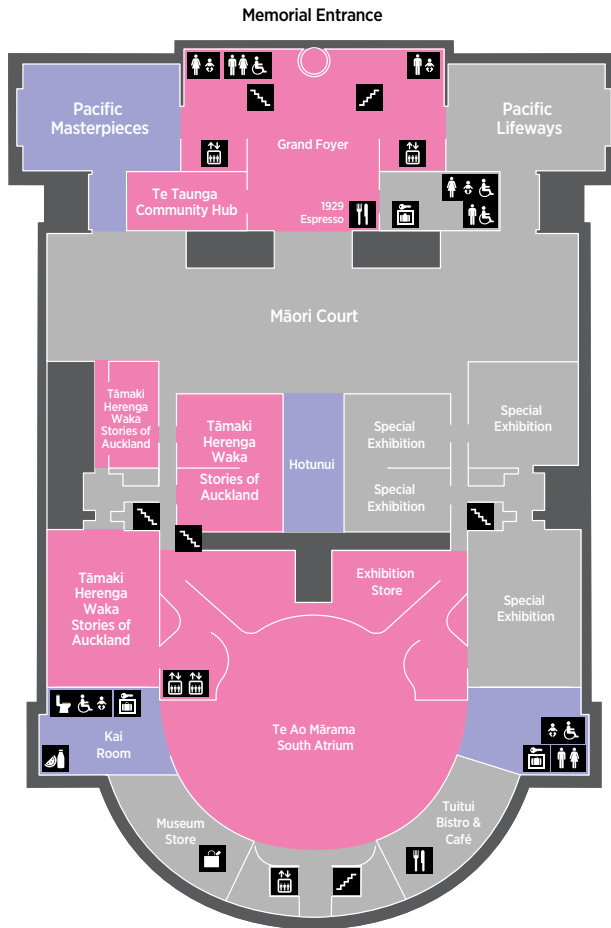 Memorial Entrance
Pacific
Masterpieces
Grand Foyer
Pacific
Lifeways
Te Taunga
Community Hub
1929
Espresso
Māori Court
Tāmaki
Herenga
Waka
Stories of
Auckland
Tāmaki
Herenga
Waka
Stories of
Auckland
Hotunui
Special
Exhibition
Special
Exhibition
Special
Exhibition
Tāmaki
Herenga
Waka
Stories of
Auckland
Exhibition
Store
Special
Exhibition
Kai
Room
Te Ao Mārama
South Atrium
Museum
Store
Tuitui
Bistro &
Café